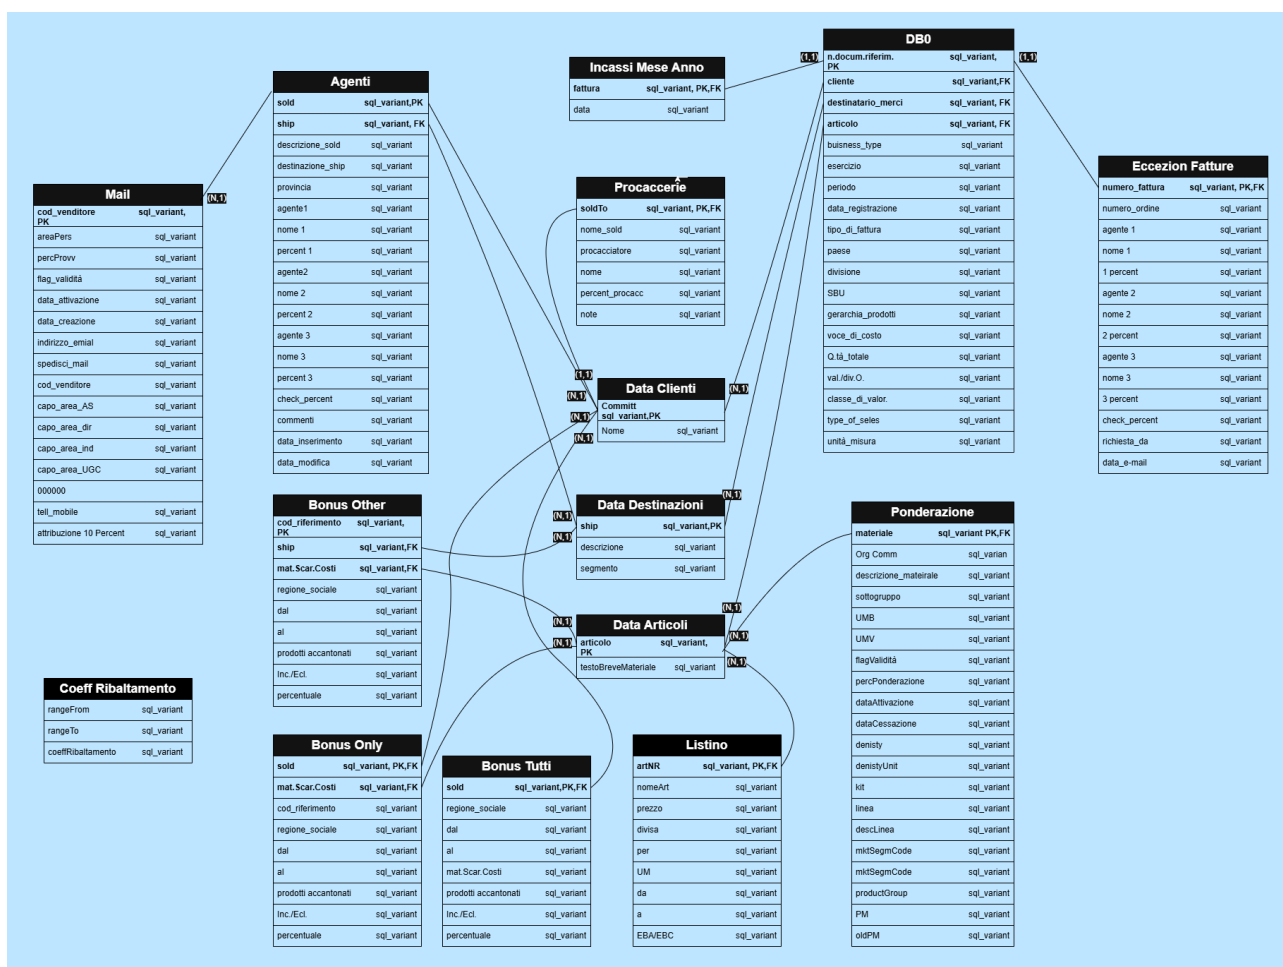 Mail
cod_venditore sql_variant,
PK
areaPers sql_variant
percProvv sql_variant
flag_validità sql_variant
data_attivazione sql_variant
data_creazione sql_variant
indirizzo_emial sql_variant
spedisci_mail sql_variant
cod_venditore sql_variant
capo_area_AS sql_variant
capo_area_dir sql_variant
capo_area_ind sql_variant
capo_area_UGC sql_variant
000000
tell_mobile sql_variant
attribuzione 10 Percent sql_variant
(N,1)
Coeff Ribaltamento
rangeFrom sql_variant
rangeTo sql_variant
coeffRibaltamento sql_variant
Agenti
sold sql_variant,PK
ship sql_variant, FK
descrizione_sold sql_variant
destinazione_ship sql_variant
provincia sql_variant
agente1 sql_variant
nome 1 sql_variant
percent 1 sql_variant
agente2 sql_variant
nome 2 sql_variant
percent 2 sql_variant
agente 3 sql_variant
nome 3 sql_variant
percent 3 sql_variant
check_percent sql_variant
commenti sql_variant
data_inserimento sql_variant
data_modifica sql_variant
Bonus Other
cod_riferimento sql_variant,
PK
ship sql_variant,FK
mat.Scar.Costi sql_variant,FK
regione_sociale sql_variant
dal sql_variant
al sql_variant
prodotti accantonati sql_variant
Inc./Ecl. sql_variant
percentuale sql_variant
Bonus Only
sold sql_variant, PK,FK
mat.Scar.Costi sql_variant,FK
cod_riferimento sql_variant
regione_sociale sql_variant
dal sql_variant
al sql_variant
prodotti accantonati sql_variant
Inc./Ecl. sql_variant
percentuale sql_variant
Bonus Tutti
sold sql_variant,PK,FK
regione_sociale sql_variant
dal sql_variant
al sql_variant
mat.Scar.Costi sql_variant
prodotti accantonati sql_variant
Inc./Ecl. sql_variant
percentuale sql_variant
Incassi Mese Anno
fattura sql_variant, PK,FK
data sql_variant
Procaccerie
soldTo sql_variant, PK,FK
nome_sold sql_variant
procacciatore sql_variant
nome sql_variant
percent_procacc sql_variant
note sql_variant
(1,1)
(N,1)
(N,1)
(N,1)
Data Clienti
Committ
sql_variant,PK
Nome sql_variant
(N,1)
(N,1)
(N,1)
Data Destinazioni
ship sql_variant,PK
descrizione sql_variant
segmento sql_variant
(N,1)
(N,1)
(N,1)
Data Articoli
articolo sql_variant,
PK
testoBreveMateriale sql_variant
(N,1)
(N,1)
(N,1)
(N,1)
Listino
artNR sql_variant, PK,FK
nomeArt sql_variant
prezzo sql_variant
divisa sql_variant
per sql_variant
UM sql_variant
da sql_variant
a sql_variant
EBA/EBC sql_variant
(1,1)
DB0
n.docum.riferim. sql_variant,
PK
cliente sql_variant,FK
destinatario_merci sql_variant, FK
articolo sql_variant, FK
buisness_type sql_variant
esercizio sql_variant
periodo sql_variant
data_registrazione sql_variant
tipo_di_fattura sql_variant
paese sql_variant
divisione sql_variant
SBU sql_variant
gerarchia_prodotti sql_variant
voce_di_costo sql_variant
Q.tà_totale sql_variant
val./div.O. sql_variant
classe_di_valor. sql_variant
type_of_seles sql_variant
unità_misura sql_variant
(1,1)
Ponderazione
materiale sql_variant PK,FK
Org Comm sql_varian
descrizione_mateirale sql_variant
sottogruppo sql_variant
UMB sql_variant
UMV sql_variant
flagValidità sql_variant
percPonderazione sql_variant
dataAttivazione sql_variant
dataCessazione sql_variant
denisty sql_variant
denistyUnit sql_variant
kit sql_variant
linea sql_variant
descLinea sql_variant
mktSegmCode sql_variant
mktSegmCode sql_variant
productGroup sql_variant
PM sql_variant
oldPM sql_variant
Eccezion Fatture
numero_fattura sql_variant, PK,FK
numero_ordine sql_variant
agente 1 sql_variant
nome 1 sql_variant
1 percent sql_variant
agente 2 sql_variant
nome 2 sql_variant
2 percent sql_variant
agente 3 sql_variant
nome 3 sql_variant
3 percent sql_variant
check_percent sql_variant
richiesta_da sql_variant
data_e-mail sql_variant